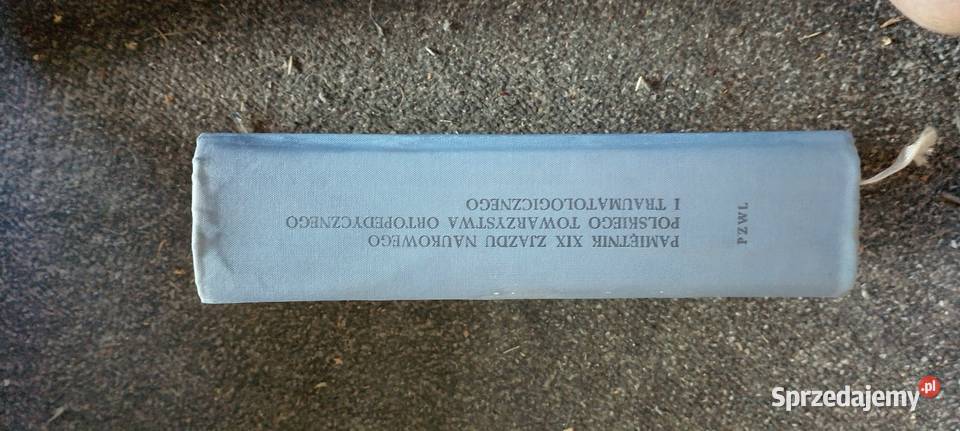 PAMIĘTNIK XIX ZJAZDU NAUKOWEGO
POLSKIEGO TOWARZYSTWA ORTOPEDYCZNEGO
I TRAUMATOLOGICZNEGO
PZWL
Sprzedajemy.pl